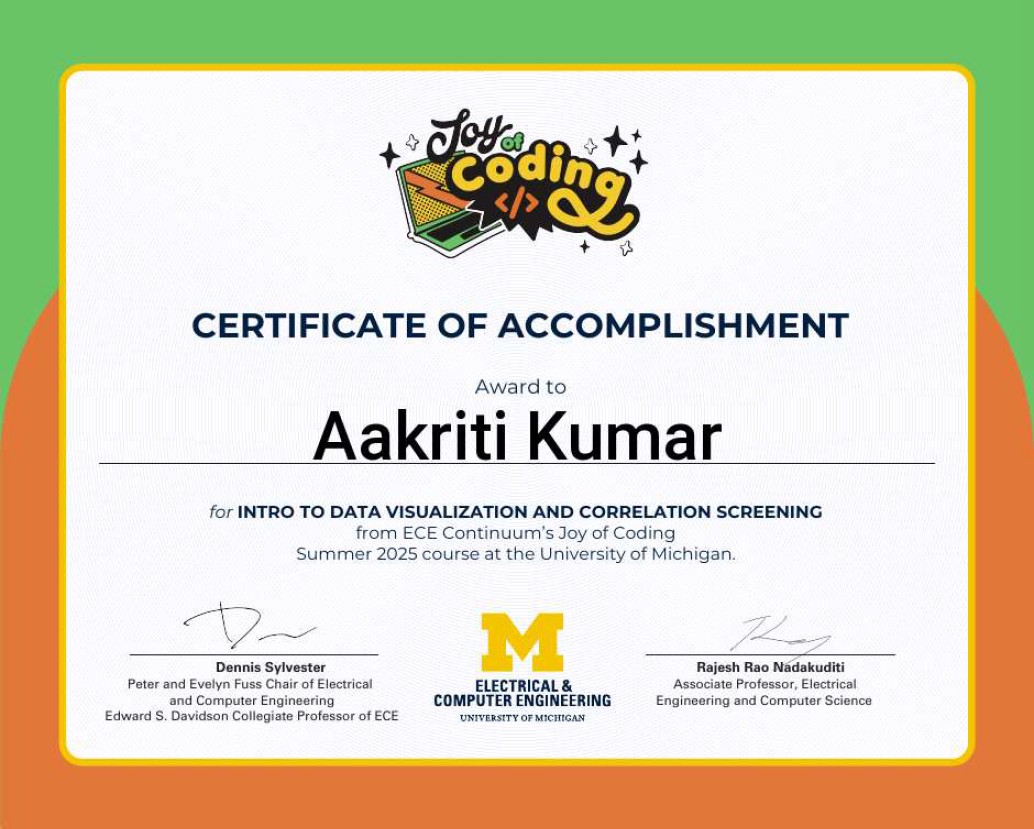 Joy of
Coding
</>
CERTIFICATE OF ACCOMPLISHMENT
Award to
Aakriti Kumar
for INTRO TO DATA VISUALIZATION AND CORRELATION SCREENING
from ECE Continuum's Joy of Coding
Summer 2025 course at the University of Michigan.
Dennis Sylvester
Peter and Evelyn Fuss Chair of Electrical
and Computer Engineering
Edward S. Davidson Collegiate Professor of ECE
M
ELECTRICAL &
COMPUTER ENGINEERING
UNIVERSITY OF MICHIGAN
Rajesh Rao Nadakuditi
Associate Professor, Electrical
Engineering and Computer Science